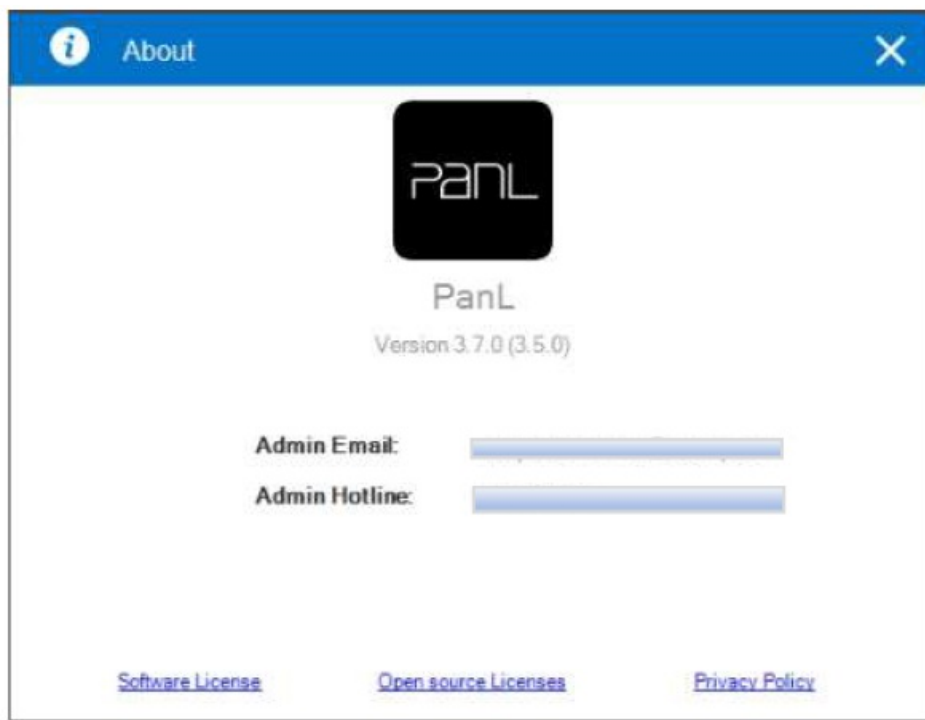 About
PanL
PanL
Version 3.7.0 (3.5.0)
Admin Email:
Admin Hotline:
Software License
Open source Licenses
Privacy Policy